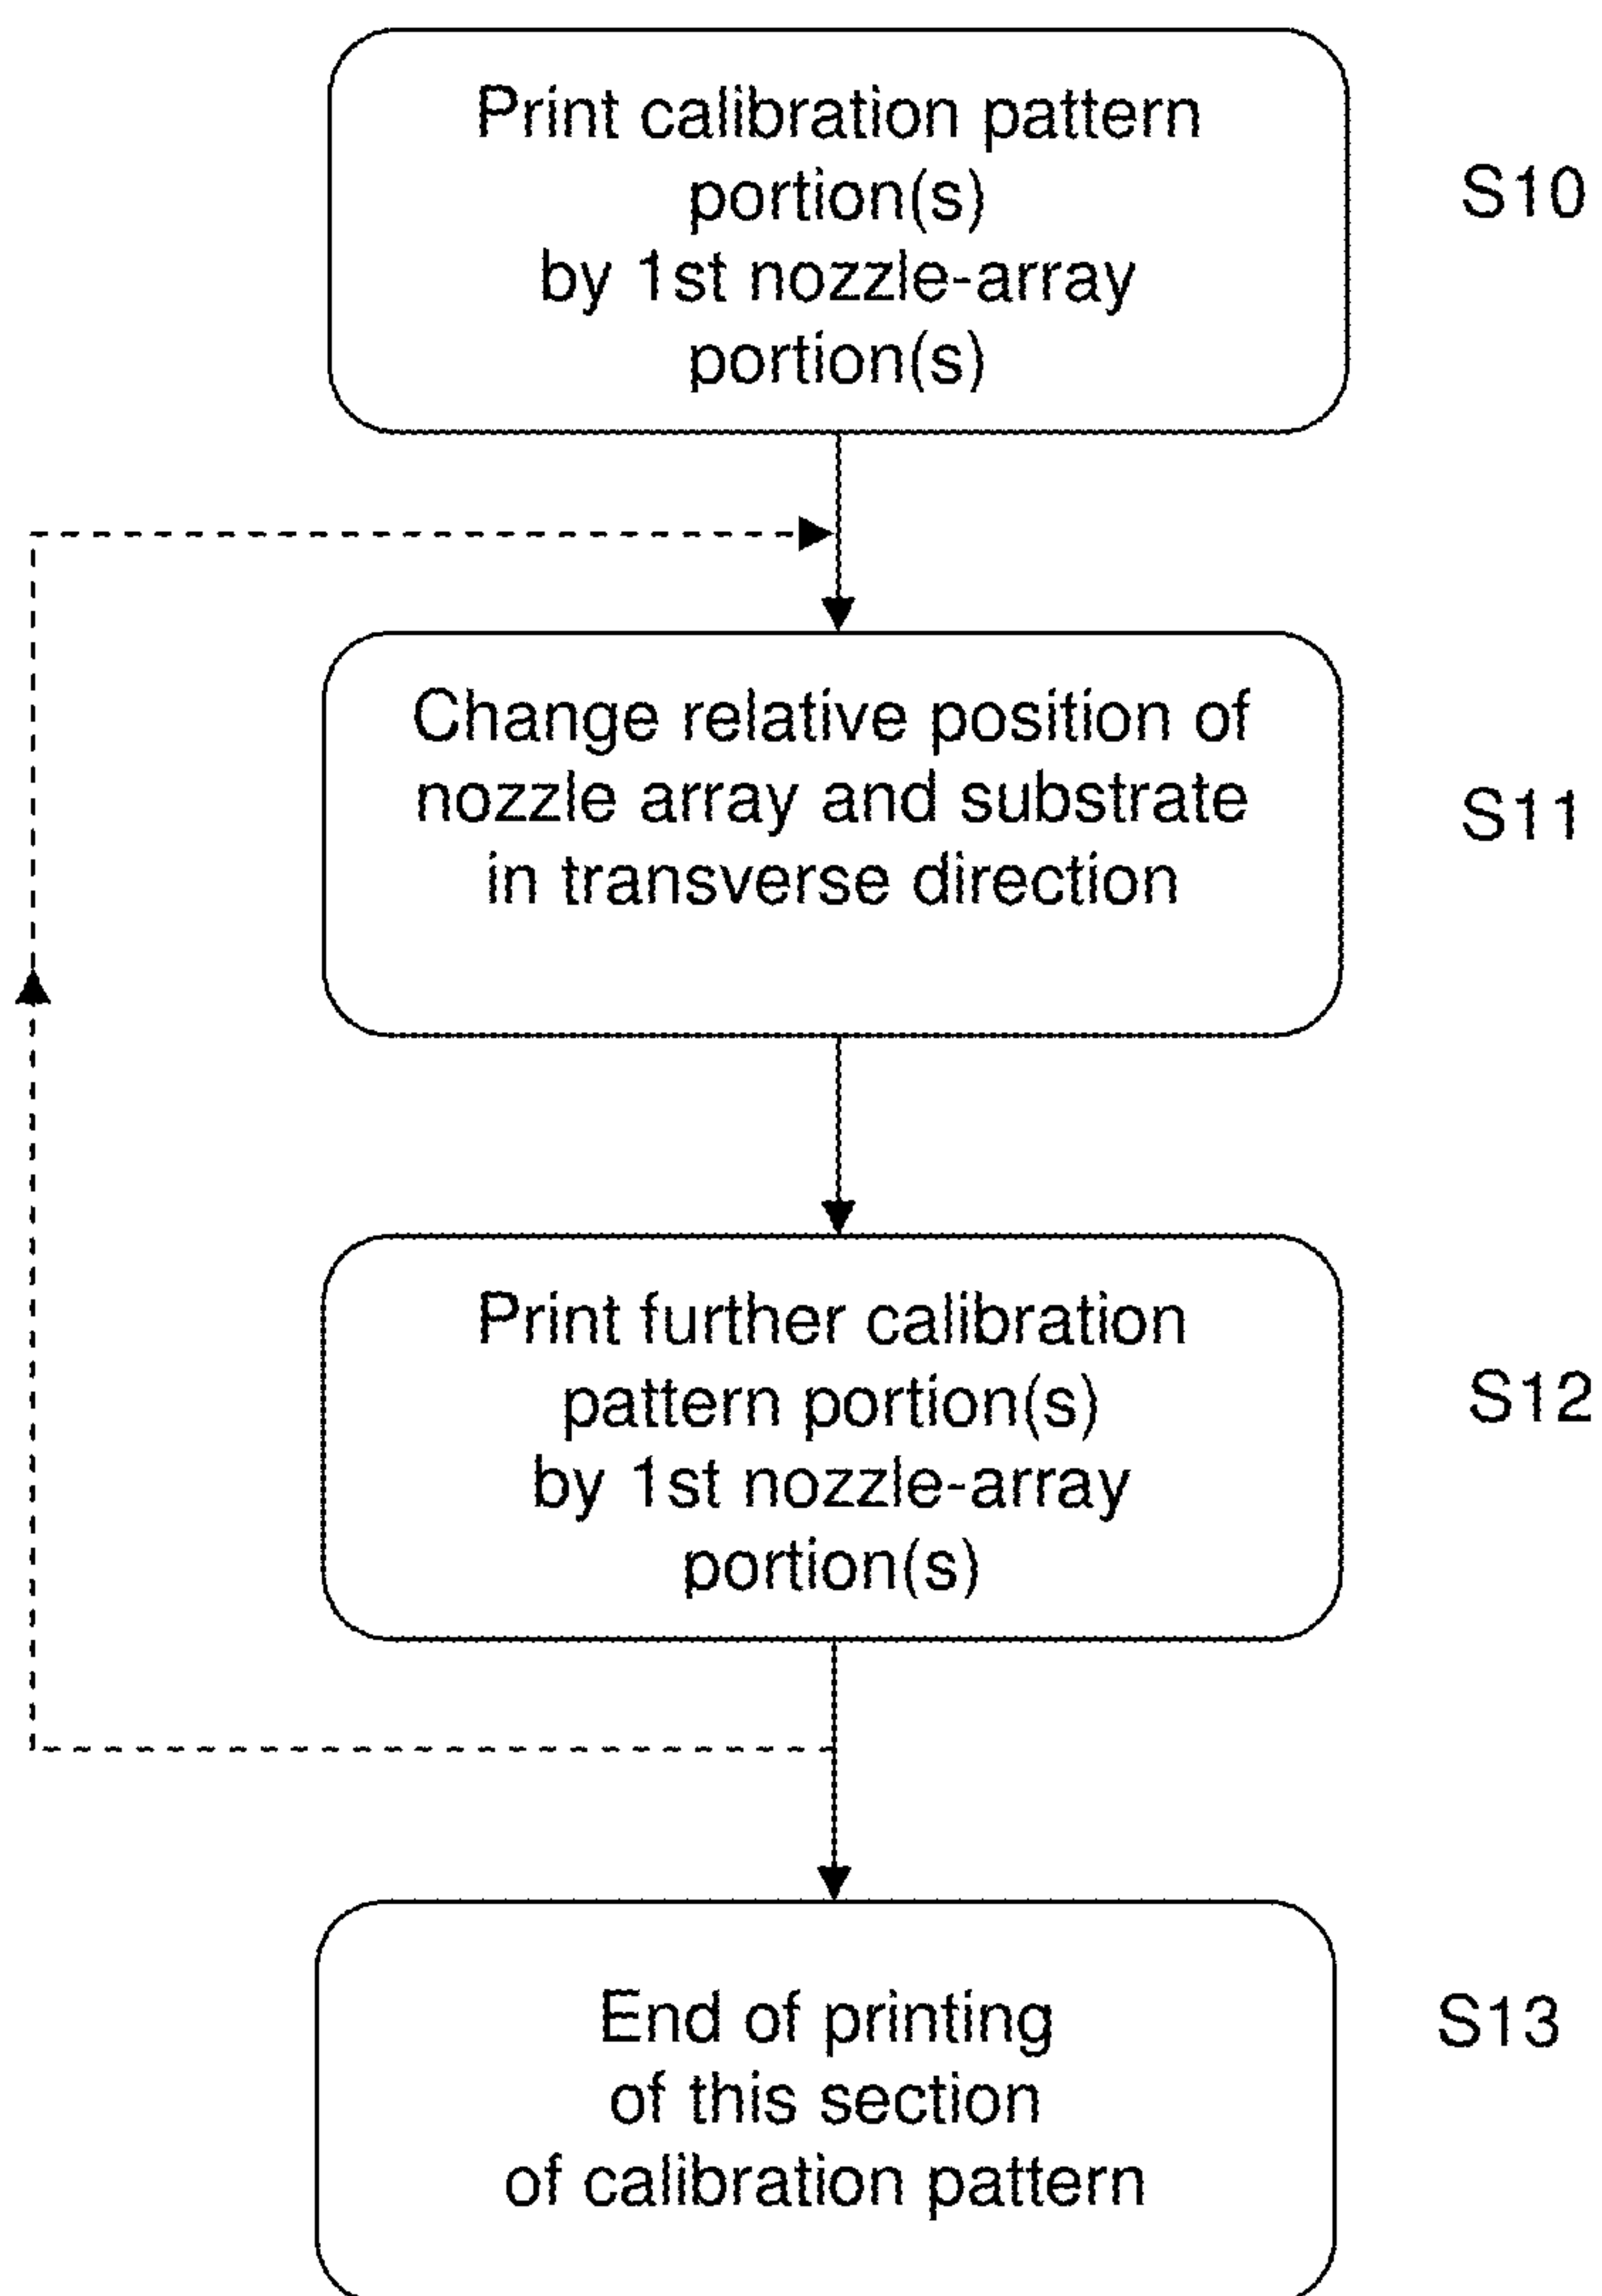 Print calibration pattern
portion(s)
by 1st nozzle-array
portion(s)
S10
Change relative position of
nozzle array and substrate
in transverse direction
S11
Print further calibration
pattern portion(s)
by 1st nozzle-array
portion(s)
S12
End of printing
of this section
of calibration pattern
S13